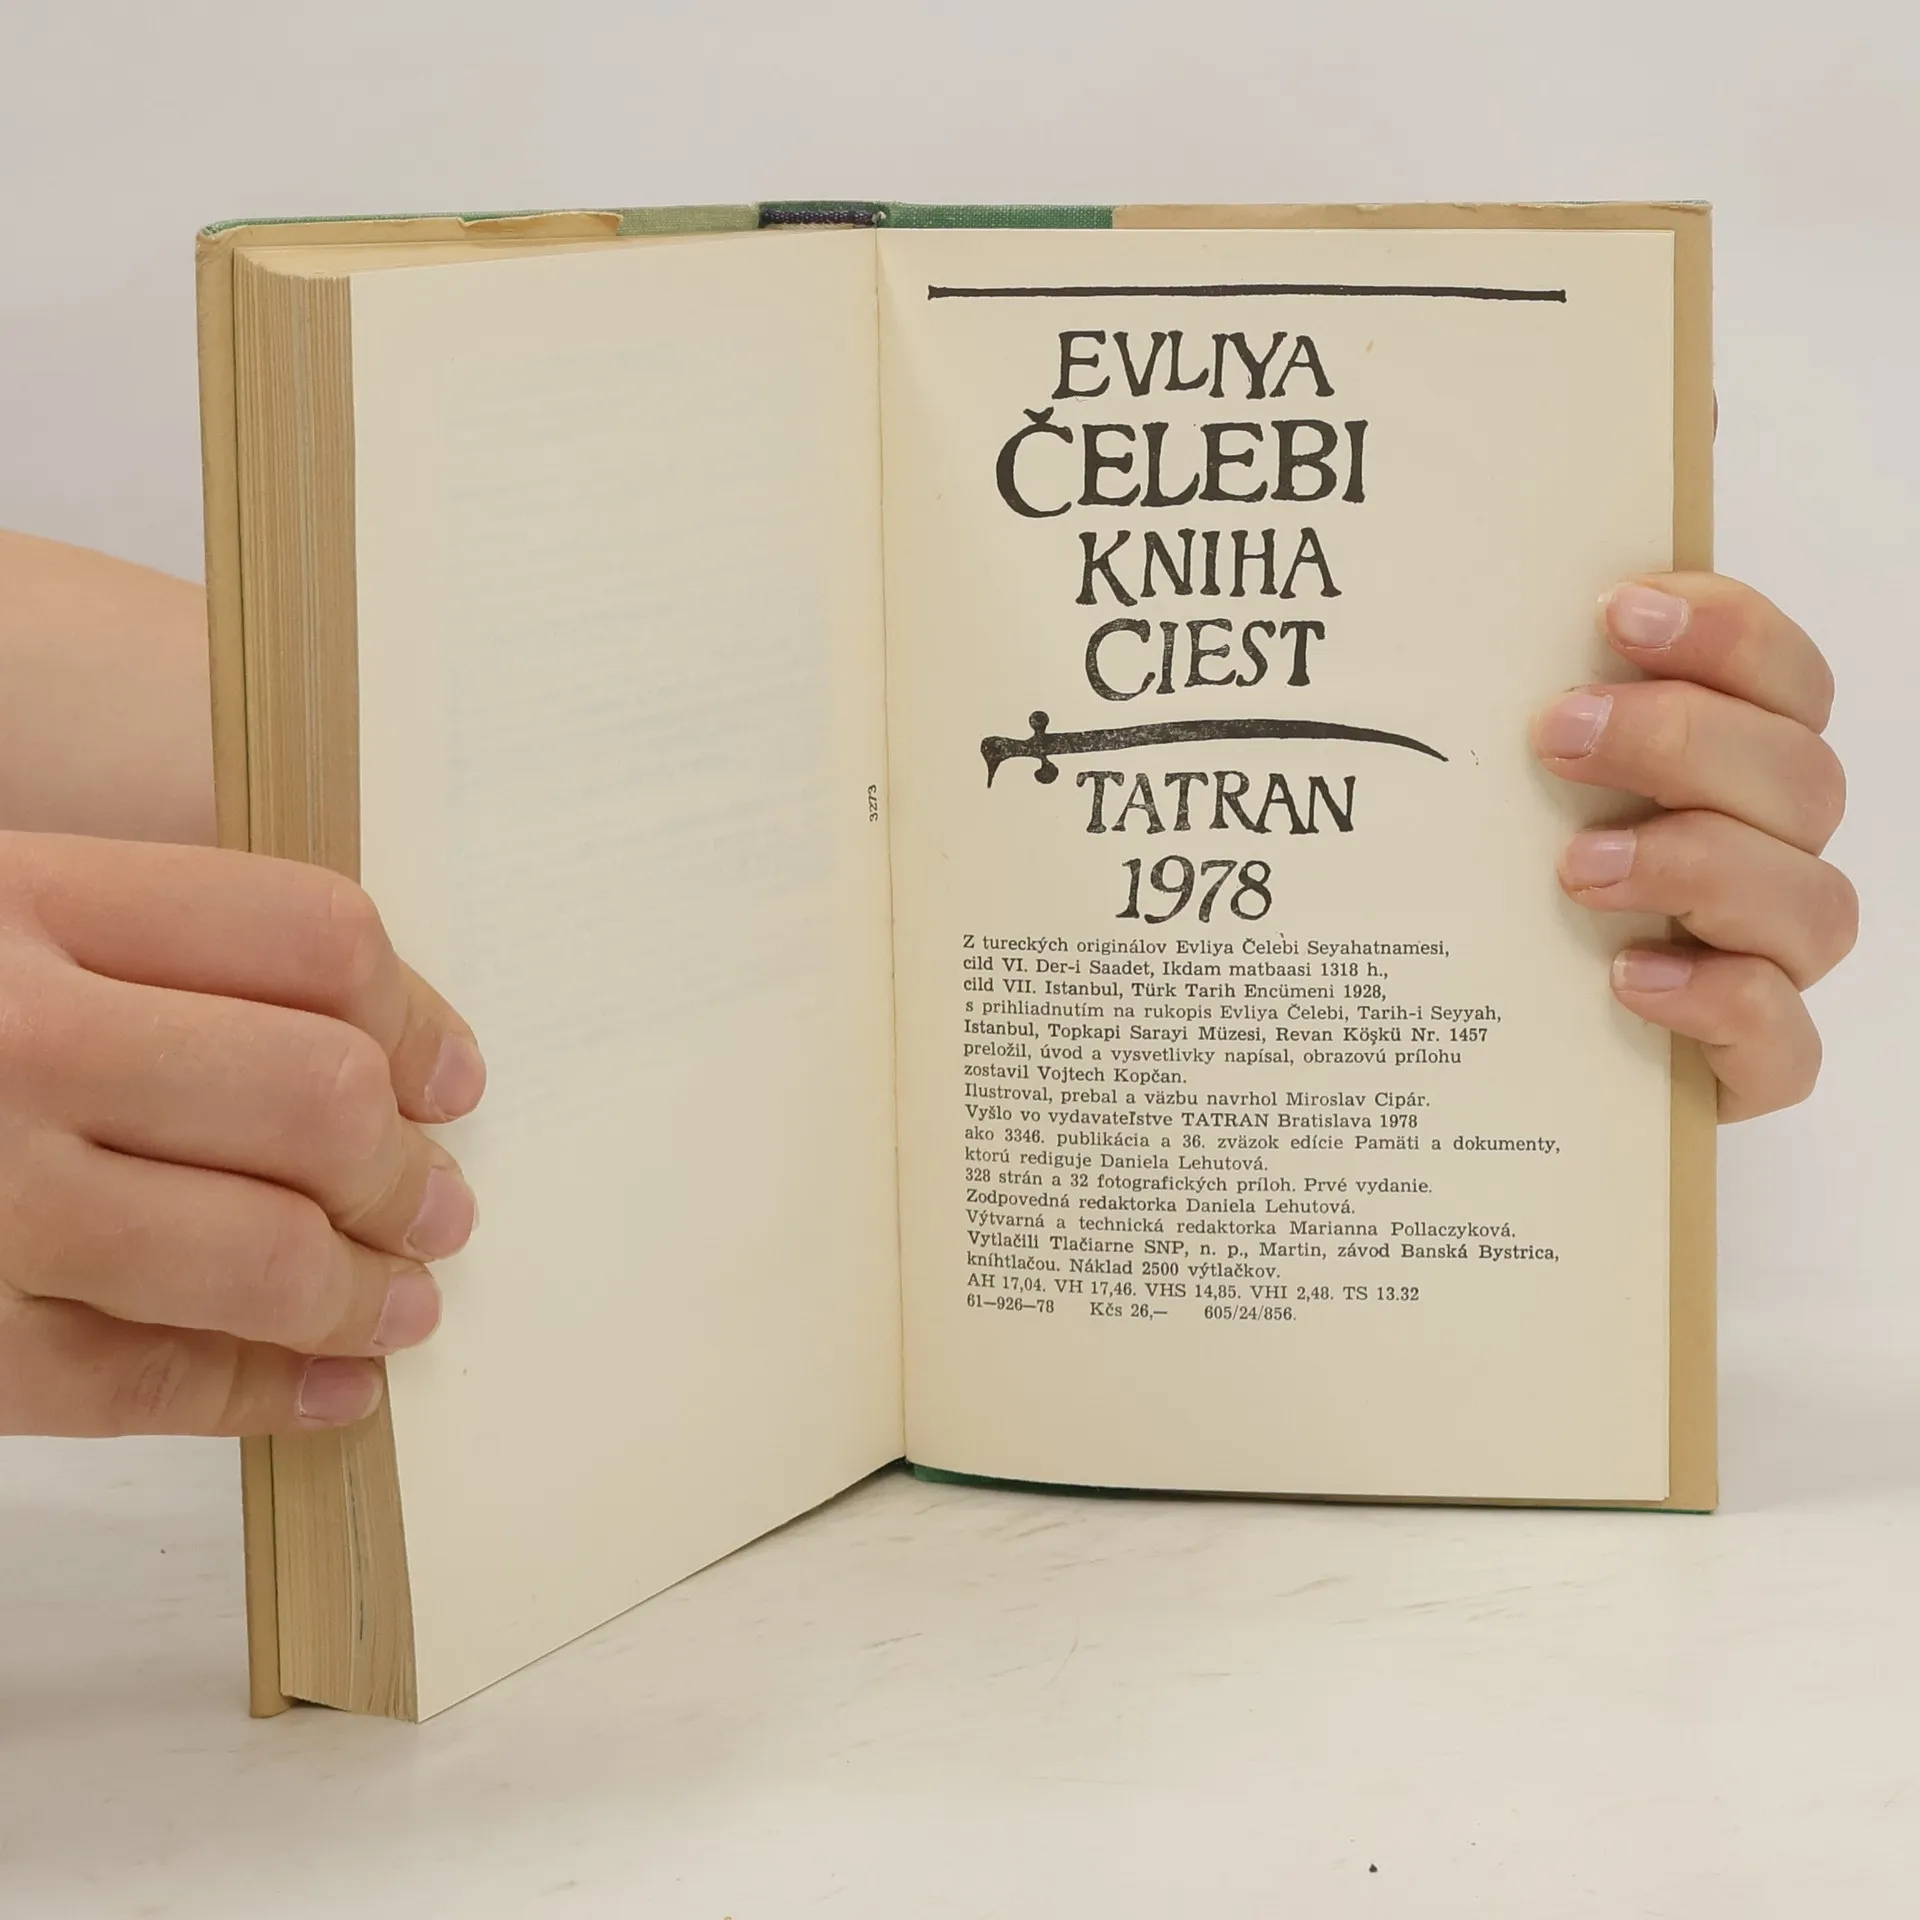 3273
EVLIYA
ČELEBI
KNIHA
CIEST
TATRAN
1978
Z tureckých originálov Evliya Čelebi Seyahatnamesi,
cild VI. Der-i Saadet, Ikdam matbaasi 1318 h.,
cild VII. Istanbul, Türk Tarih Encümeni 1928,
s prihliadnutím na rukopis Evliya Čelebi, Tarih-i Seyyah,
Istanbul, Topkapi Sarayi Müzesi, Revan Köşkü Nr. 1457
preložil, úvod a vysvetlivky napísal, obrazovú prílohu
zostavil Vojtech Kopčan.
Ilustroval, prebal a väzbu navrhol Miroslav Cipár.
Vyšlo vo vydavateľstve TATRAN Bratislava 1978
ako 3346. publikácia a 36. zväzok edície Pamäti a dokumenty,
ktorú rediguje Daniela Lehutová.
328 strán a 32 fotografických príloh. Prvé vydanie.
Zodpovedná redaktorka Daniela Lehutová.
Výtvarná a technická redaktorka Marianna Pollaczyková.
Vytlačili Tlačiarne SNP, n. p., Martin, závod Banská Bystrica,
kníhtlačou. Náklad 2500 výtlačkov.
AH 17,04. VH 17,46. VHS 14,85. VHI 2,48. TS 13.32
61—926—78 Kčs 26,— 605/24/856.